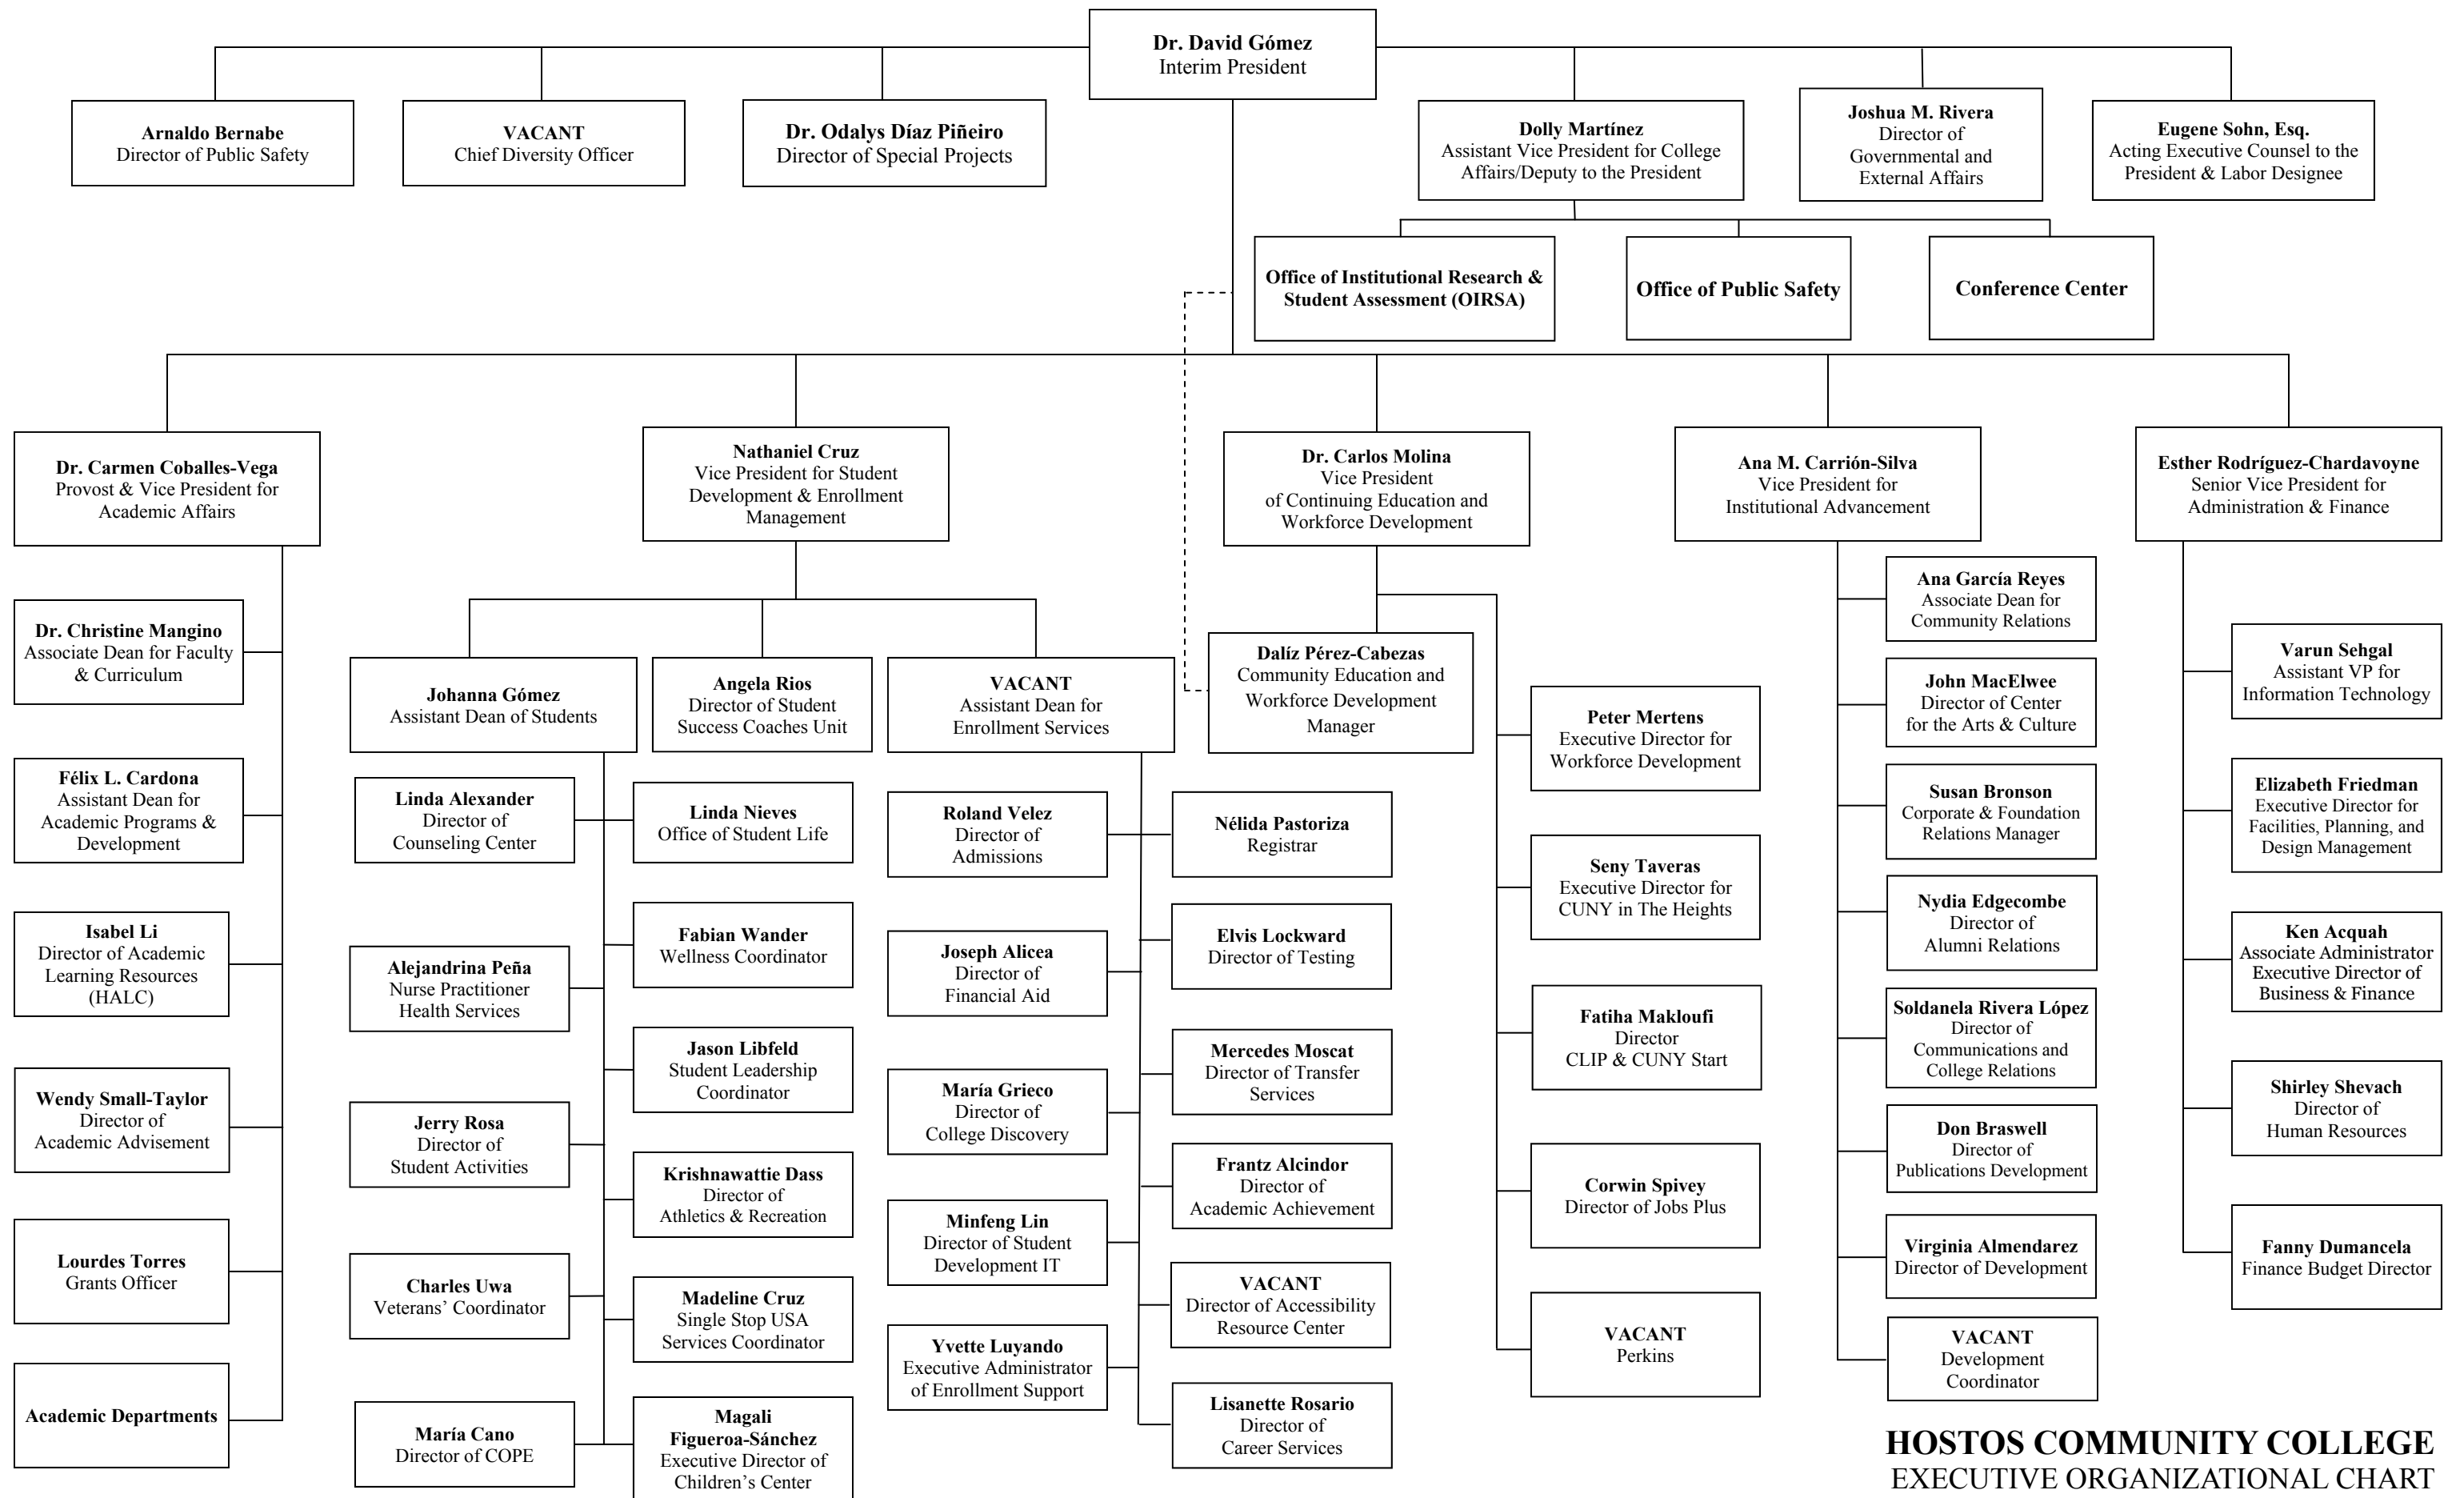 Dr. David Gómez
Interim President
Arnaldo Bernabe
Director of Public Safety
VACANT
Chief Diversity Officer
Dr. Odalys Díaz Piñeiro
Director of Special Projects
Dolly Martínez
Assistant Vice President for College
Affairs/Deputy to the President
Joshua M. Rivera
Director of
Governmental and
External Affairs
Eugene Sohn, Esq.
Acting Executive Counsel to the
President & Labor Designee
Office of Institutional Research &
Student Assessment (OIRSA)
Office of Public Safety
Conference Center
Dr. Carmen Coballes-Vega
Provost & Vice President for
Academic Affairs
Nathaniel Cruz
Vice President for Student
Development & Enrollment
Management
Dr. Carlos Molina
Vice President
of Continuing Education and
Workforce Development
Ana M. Carrión-Silva
Vice President for
Institutional Advancement
Esther Rodríguez-Chardavoyne
Senior Vice President for
Administration & Finance
Dr. Christine Mangino
Associate Dean for Faculty
& Curriculum
Félix L. Cardona
Assistant Dean for
Academic Programs &
Development
Isabel Li
Director of Academic
Learning Resources
(HALC)
Wendy Small-Taylor
Director of
Academic Advisement
Lourdes Torres
Grants Officer
Academic Departments
Johanna Gómez
Assistant Dean of Students
Angela Rios
Director of Student
Success Coaches Unit
VACANT
Assistant Dean for
Enrollment Services
Linda Alexander
Director of
Counseling Center
Alejandrina Peña
Nurse Practitioner
Health Services
Jerry Rosa
Director of
Student Activities
Charles Uwa
Veterans’ Coordinator
María Cano
Director of COPE
Linda Nieves
Office of Student Life
Fabian Wander
Wellness Coordinator
Jason Libfeld
Student Leadership
Coordinator
Krishnawattie Dass
Director of
Athletics & Recreation
Madeline Cruz
Single Stop USA
Services Coordinator
Magali
Figueroa-Sánchez
Executive Director of
Children’s Center
Roland Velez
Director of
Admissions
Joseph Alicea
Director of
Financial Aid
María Grieco
Director of
College Discovery
Minfeng Lin
Director of Student
Development IT
Yvette Luyando
Executive Administrator
of Enrollment Support
Nélida Pastoriza
Registrar
Elvis Lockward
Director of Testing
Mercedes Moscat
Director of Transfer
Services
Frantz Alcindor
Director of
Academic Achievement
VACANT
Director of Accessibility
Resource Center
Lisanette Rosario
Director of
Career Services
Dalíz Pérez-Cabezas
Community Education and
Workforce Development
Manager
Peter Mertens
Executive Director for
Workforce Development
Seny Taveras
Executive Director for
CUNY in The Heights
Fatiha Makloufi
Director
CLIP & CUNY Start
Corwin Spivey
Director of Jobs Plus
VACANT
Perkins
Ana García Reyes
Associate Dean for
Community Relations
John MacElwee
Director of Center
for the Arts & Culture
Susan Bronson
Corporate & Foundation
Relations Manager
Nydia Edgecombe
Director of
Alumni Relations
Soldanela Rivera López
Director of
Communications and
College Relations
Don Braswell
Director of
Publications Development
Virginia Almendarez
Director of Development
VACANT
Development
Coordinator
Varun Sehgal
Assistant VP for
Information Technology
Elizabeth Friedman
Executive Director for
Facilities, Planning, and
Design Management
Ken Acquah
Associate Administrator
Executive Director of
Business & Finance
Shirley Shevach
Director of
Human Resources
Fanny Dumancela
Finance Budget Director
HOSTOS COMMUNITY COLLEGE
EXECUTIVE ORGANIZATIONAL CHART